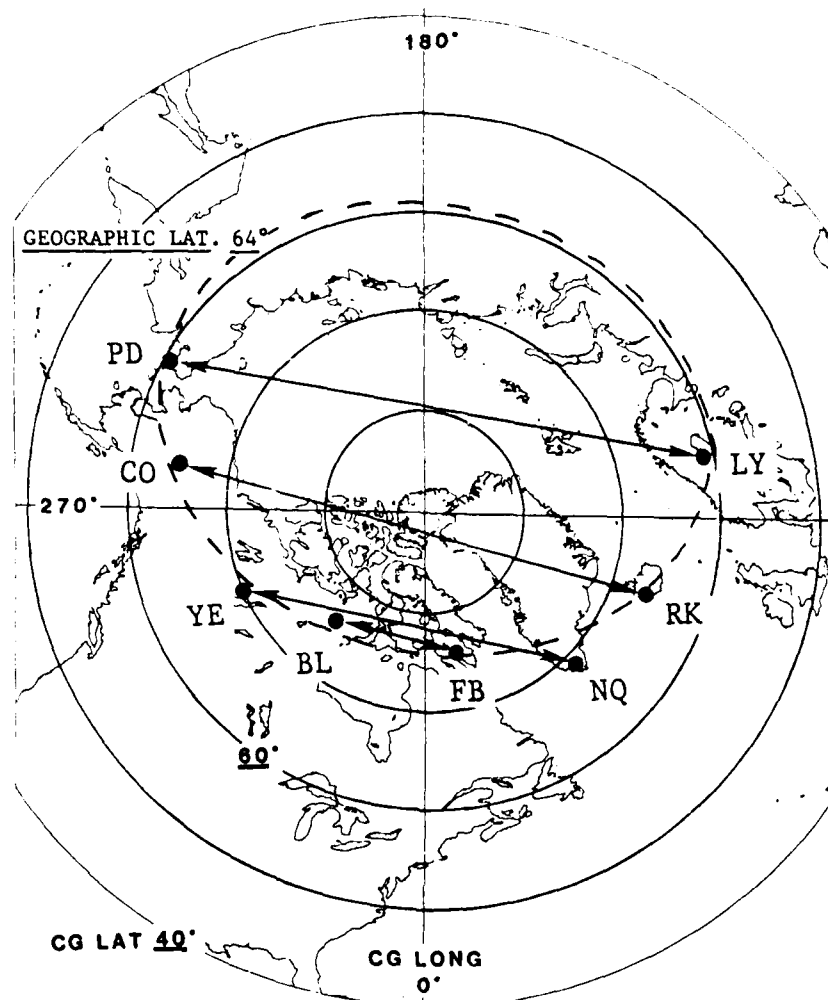 180°
GEOGRAPHIC LAT. 64°
PD
CO
LY
270°
YE
RK
BL
FB
NQ
60°
CG LAT 40°
CG LONG
0°